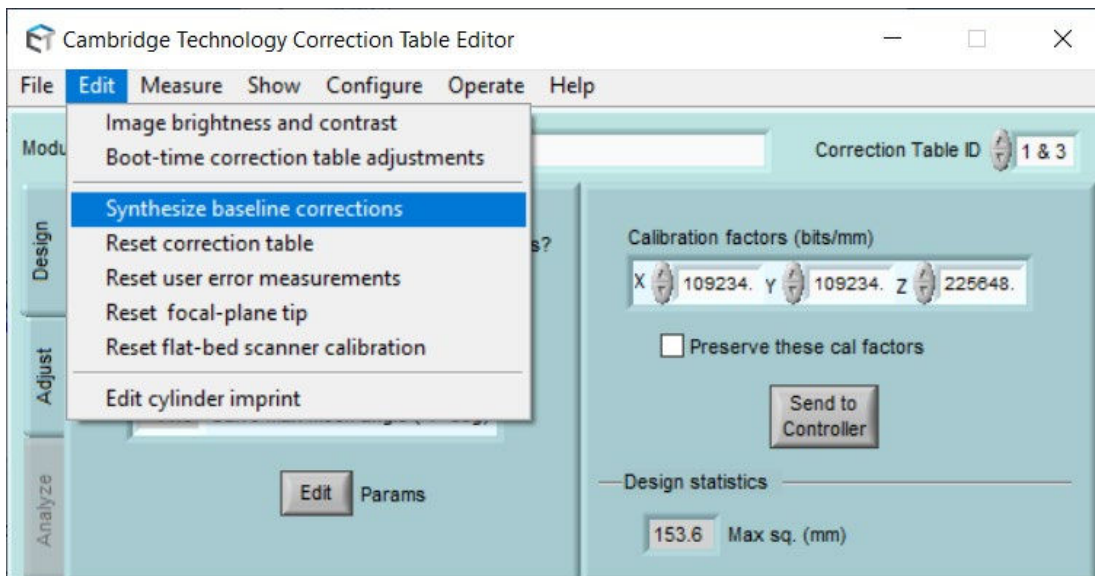 Cambridge Technology Correction Table Editor
File Edit Measure Show Configure Operate Help
Image brightness and contrast
Boot-time correction table adjustments
Synthesize baseline corrections
Reset correction table
Reset user error measurements
Reset focal-plane tip
Reset flat-bed scanner calibration
Edit cylinder imprint
Modu
Correction Table ID 1 & 3
Design
Adjust
Analyze
s?
Edit Params
Calibration factors (bits/mm)
X 109234. Y 109234. Z 225648.
Preserve these cal factors
Send to
Controller
Design statistics
153.6 Max sq. (mm)